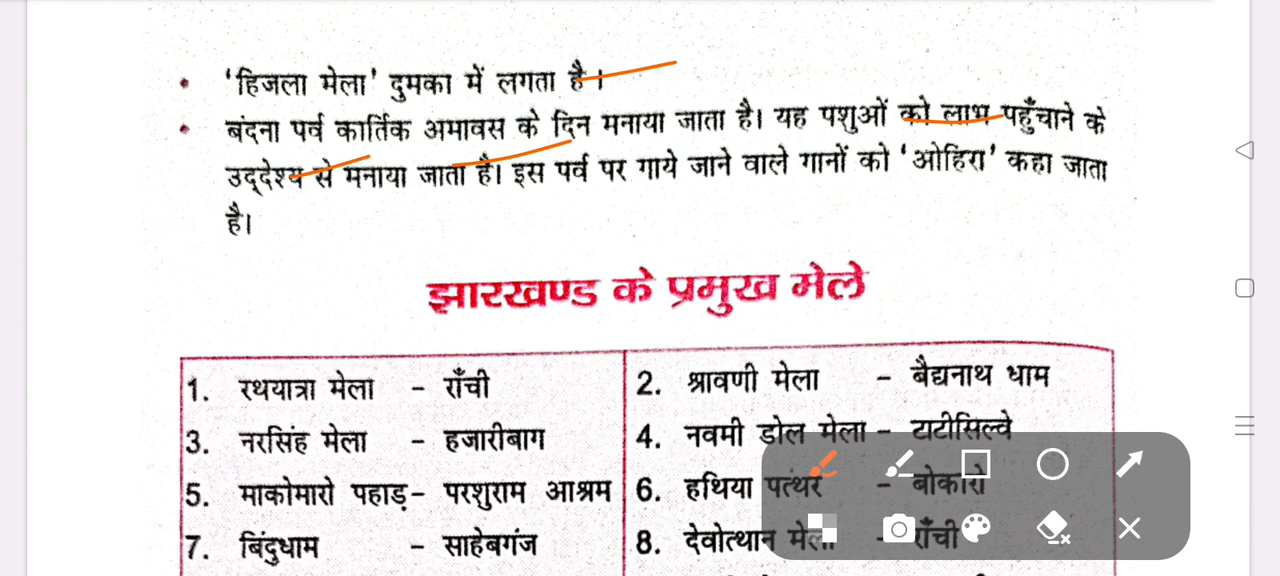 • 'हिजला मेला' दुमका में लगता है।
• बंदना पर्व कार्तिक अमावस के दिन मनाया जाता है। यह पशुओं को लाभ पहुँचाने के
उद्देश्य से मनाया जाता है। इस पर्व पर गाये जाने वाले गानों को 'ओहिरा' कहा जाता
है।
झारखण्ड के प्रमुख मेले
1. रथयात्रा मेला - राँची 2. श्रावणी मेला - बैद्यनाथ धाम
3. नरसिंह मेला - हजारीबाग 4. नवमी डोल मेला - टाटीसिल्वे
5. माकोमारो पहाड़ - परशुराम आश्रम 6. हथिया पत्थर - बोकारो
7. बिंदुधाम - साहेबगंज 8. देवोत्थान मेला - राँची